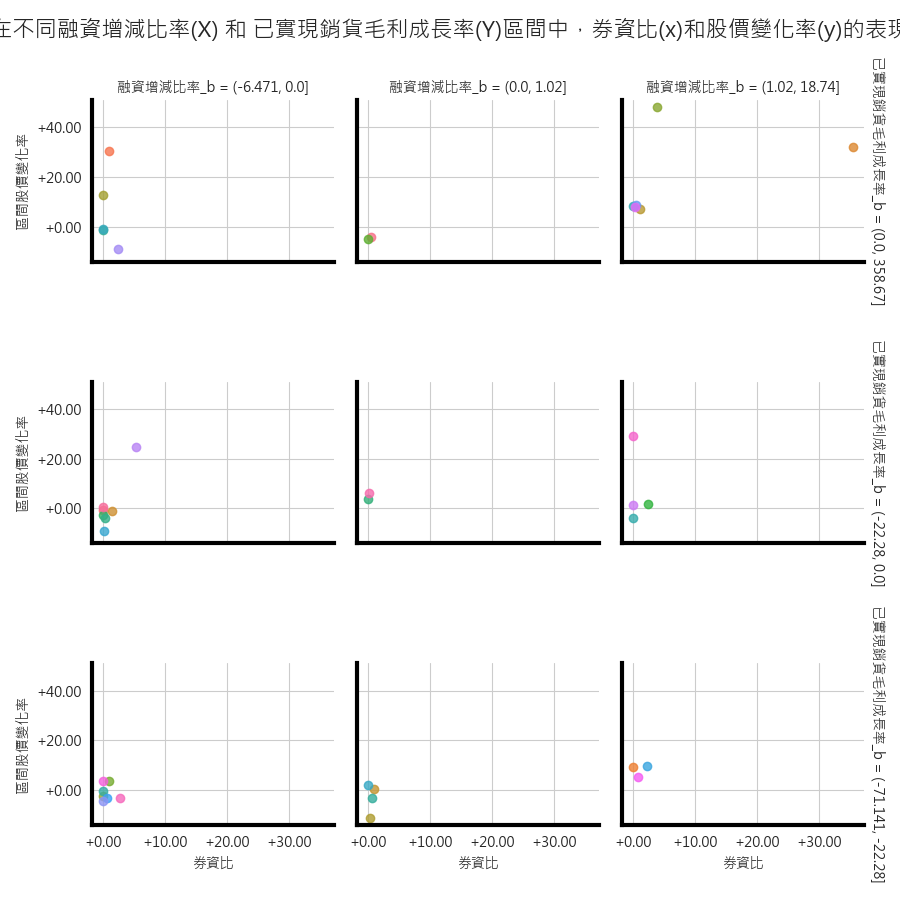 在不同融資增減比率(X) 和 已實現銷貨毛利成長率(Y)區間中，券資比(x)和股價變化率(y)的表現
融資增減比率_b = (-6.471, 0.0]
融資增減比率_b = (0.0, 1.02]
融資增減比率_b = (1.02, 18.74]
已實現銷貨毛利成長率_b = (0.0, 358.67]
區間股價變化率
+40.00
+20.00
+0.00
已實現銷貨毛利成長率_b = (-22.28, 0.0]
區間股價變化率
+40.00
+20.00
+0.00
已實現銷貨毛利成長率_b = (-71.141, -22.28]
區間股價變化率
+40.00
+20.00
+0.00
+0.00 +10.00 +20.00 +30.00
+0.00 +10.00 +20.00 +30.00
+0.00 +10.00 +20.00 +30.00
券資比
券資比
券資比